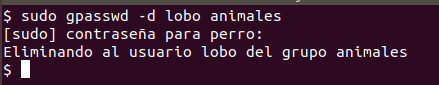 $ sudo gpasswd -d lobo animales
[sudo] contraseña para perro:
Eliminando al usuario lobo del grupo animales
$